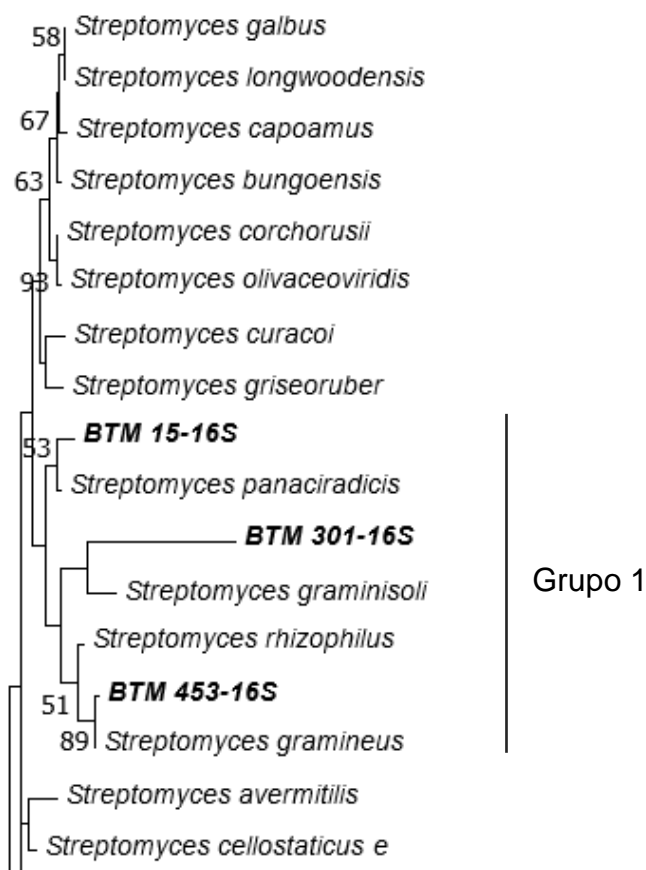 58
Streptomyces galbus
Streptomyces longwoodensis
67
Streptomyces capoamus
63
Streptomyces bungoensis
Streptomyces corchorusii
93
Streptomyces olivaceoviridis
Streptomyces curacoi
Streptomyces griseoruber
BTM 15-16S
53
Streptomyces panaciradicis
BTM 301-16S
Grupo 1
Streptomyces graminisoli
Streptomyces rhizophilus
BTM 453-16S
51
89
Streptomyces gramineus
Streptomyces avermitilis
Streptomyces cellostaticus e